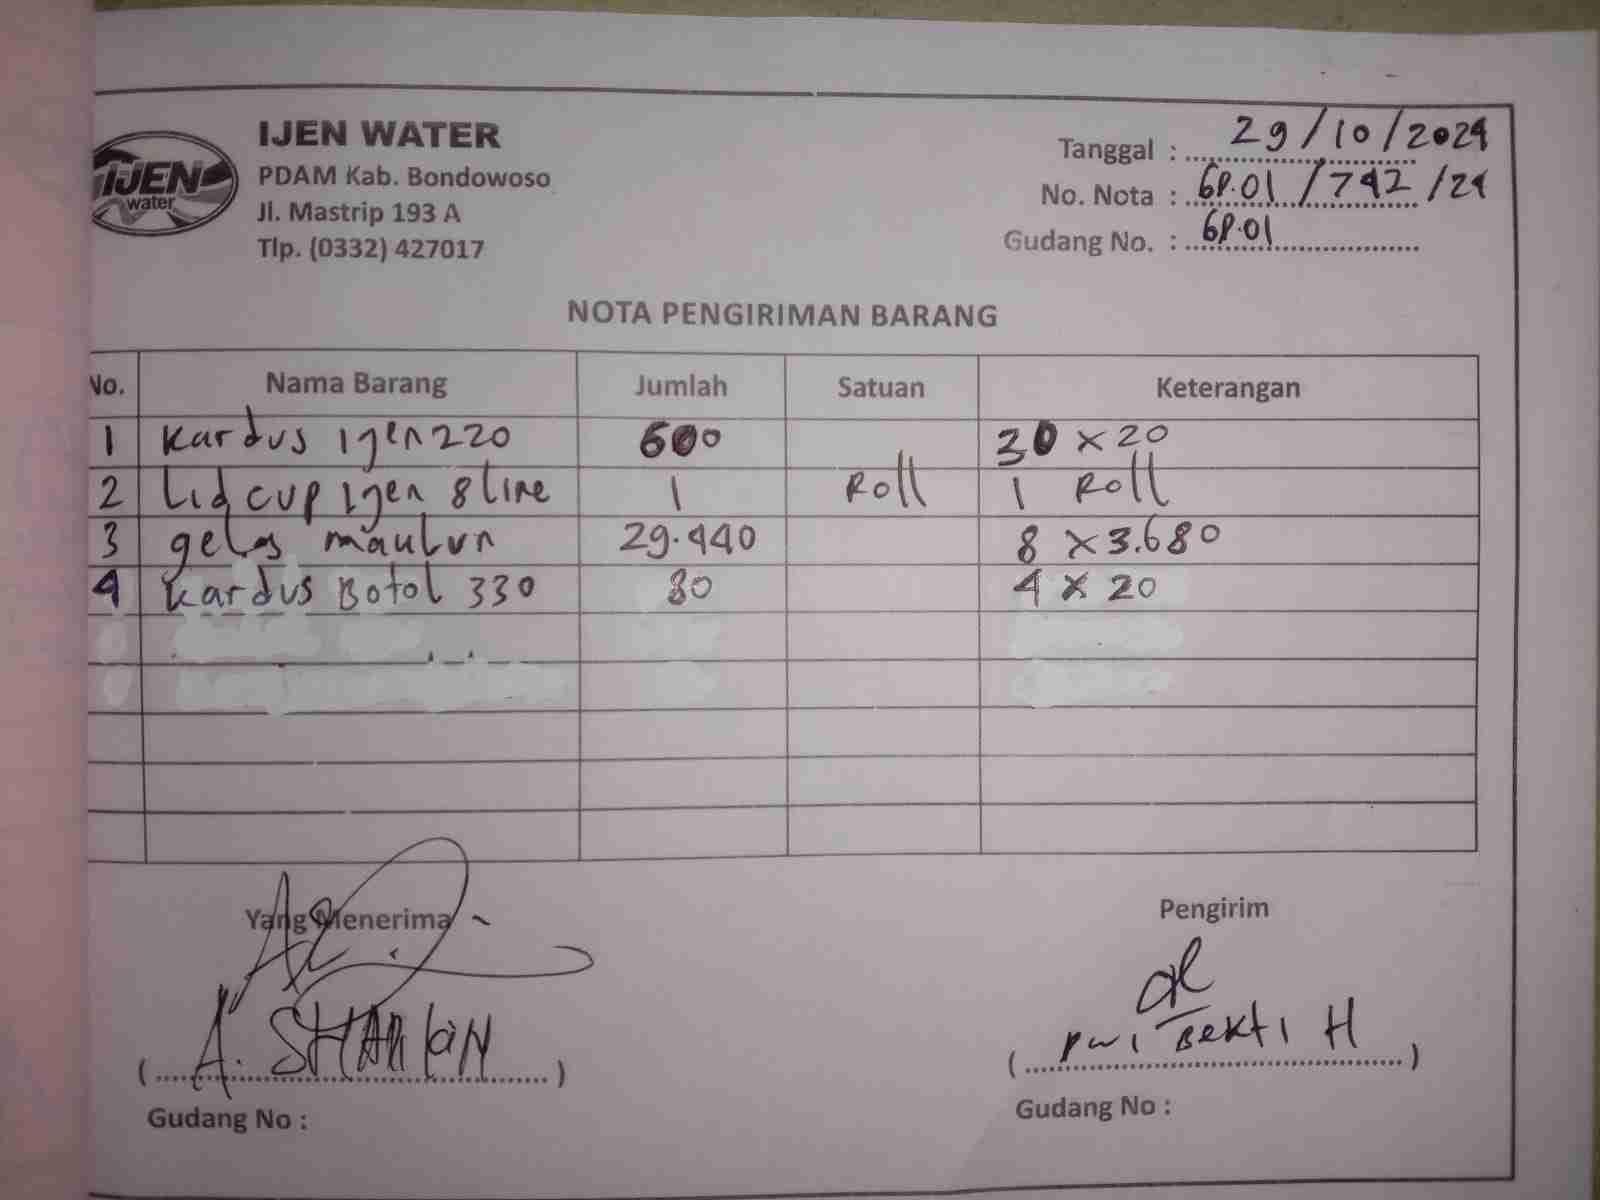 IJEN WATER
PDAM Kab. Bondowoso
Jl. Mastrip 193 A
Tlp. (0332) 427017
IJEN
water
Tanggal : 29/10/2024
No. Nota : GP.01/742/24
Gudang No. : GP.01
NOTA PENGIRIMAN BARANG
No. Nama Barang Jumlah Satuan Keterangan
1 Kardus Ijen 220 600 30 x 20
2 Lid cup Ijen 8 line 1 Roll 1 Roll
3 gelas maulun 29.440 8 x 3.680
4 Kardus Botol 330 80 4 x 20
Yang Menerima Pengirim
( A. ) ( Dwi Bekti H )
Gudang No : Gudang No :